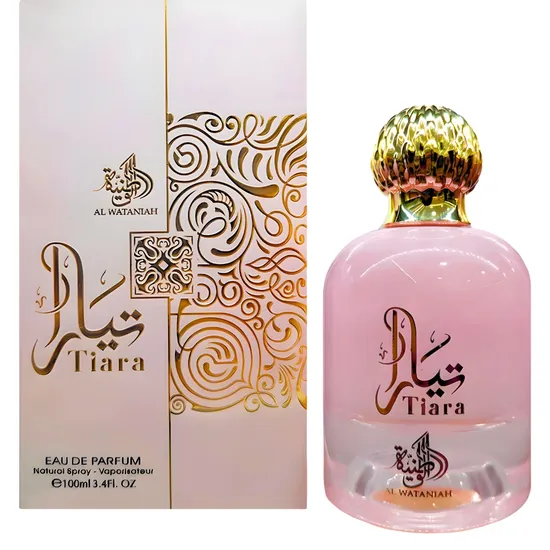 الوطنية
AL WATANIAH
تيارا
Tiara
EAU DE PARFUM
Natural Spray - Vaporisateur
℮100ml 3.4Fl. OZ
تيارا
Tiara
الوطنية
AL WATANIAH